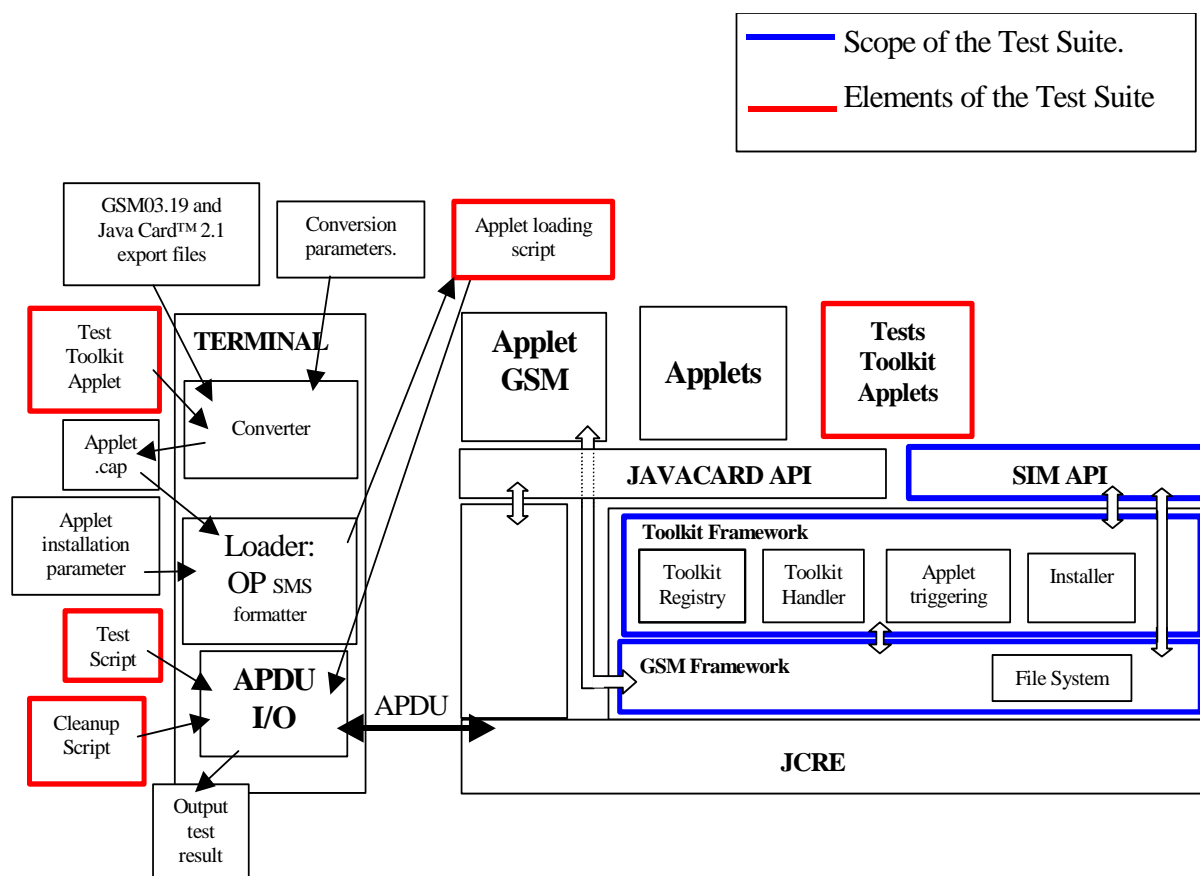 Scope of the Test Suite.
Elements of the Test Suite
GSM03.19 and
Java Card™ 2.1
export files
Conversion
parameters.
Applet loading
script
Test
Toolkit
Applet
TERMINAL
Converter
Applet
.cap
Applet
installation
parameter
Loader:
OP SMS
formatter
Test
Script
APDU
I/O
Cleanup
Script
Output
test
result
APDU
Applet
GSM
Applets
Tests
Toolkit
Applets
JAVACARD API
SIM API
Toolkit Framework
Toolkit
Registry
Toolkit
Handler
Applet
triggering
Installer
GSM Framework
File System
JCRE